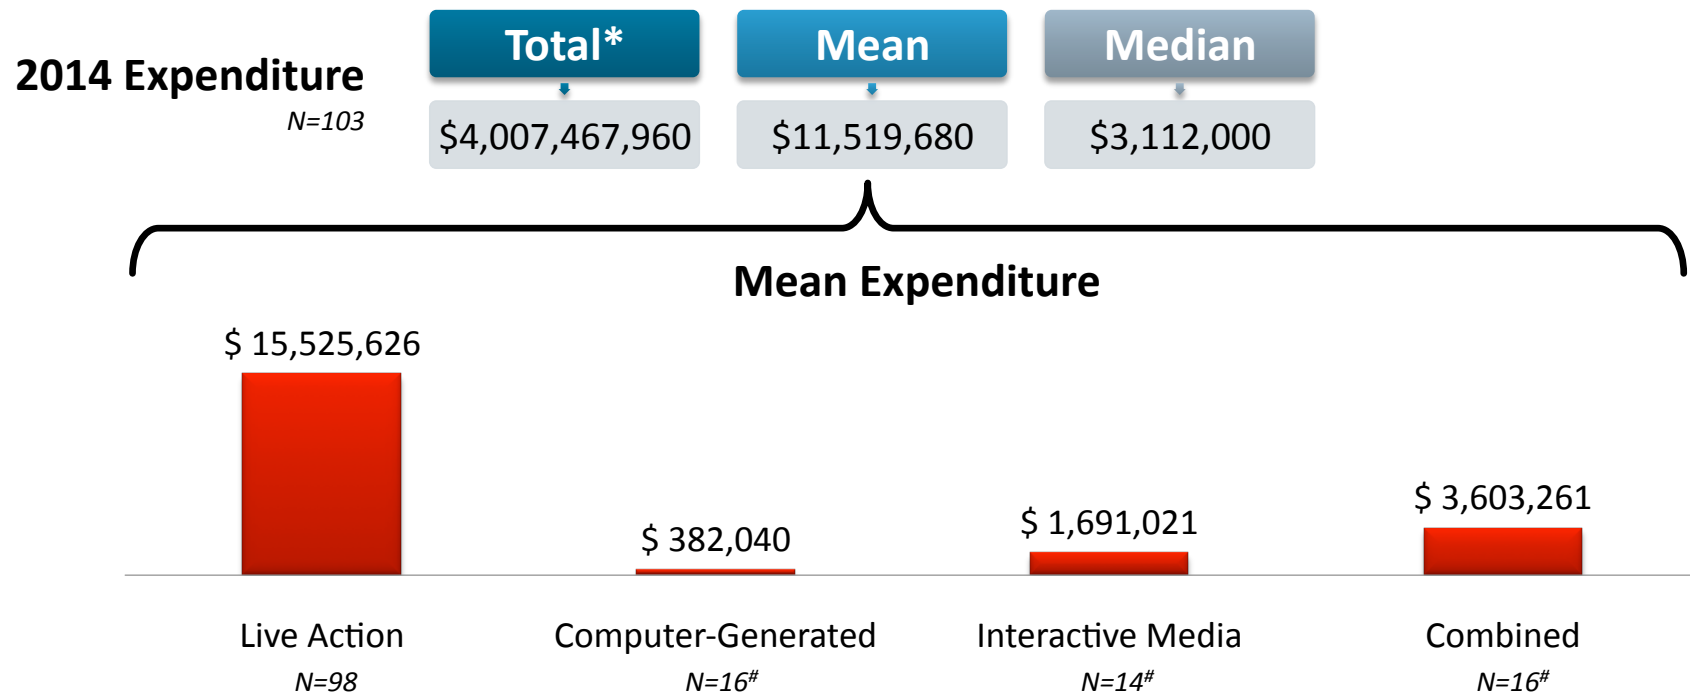 Total* Mean Median
2014 Expenditure
N=103
$4,007,467,960 $11,519,680 $3,112,000
Mean Expenditure
$ 15,525,626
$ 382,040
$ 1,691,021
$ 3,603,261
Live Action Computer-Generated Interactive Media Combined
N=98 N=16# N=14# N=16#